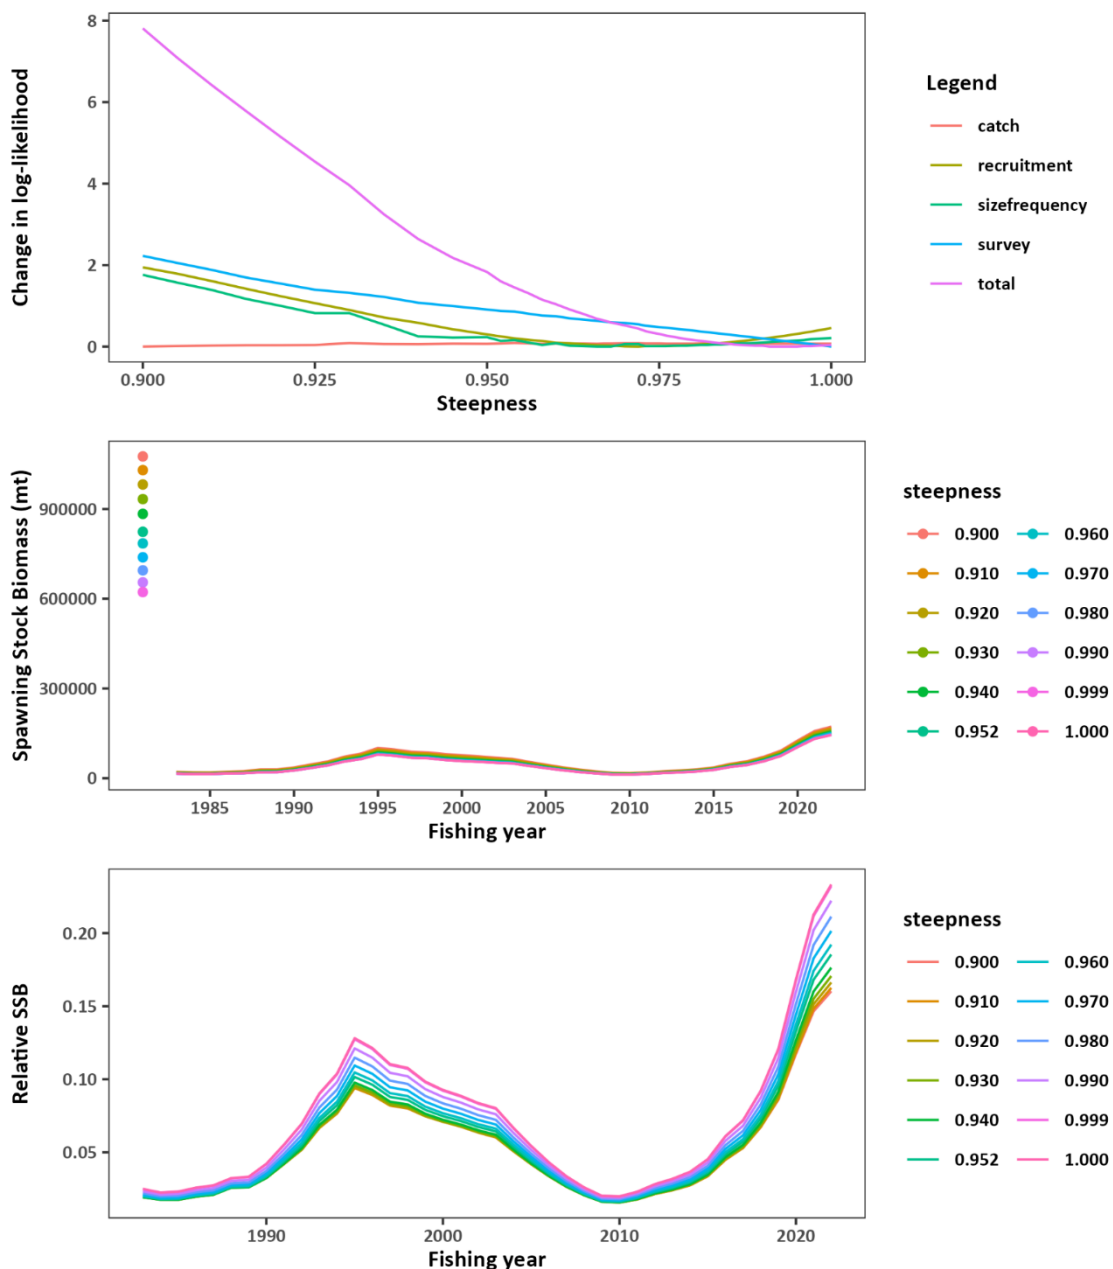 8
6
4
2
0
Change in log-likelihood
0.900 0.925 0.950 0.975 1.000
Steepness
Legend
catch
recruitment
sizefrequency
survey
total
900000
600000
300000
0
Spawning Stock Biomass (mt)
1985 1990 1995 2000 2005 2010 2015 2020
Fishing year
steepness
0.900 0.960
0.910 0.970
0.920 0.980
0.930 0.990
0.940 0.999
0.952 1.000
0.20
0.15
0.10
0.05
Relative SSB
1990 2000 2010 2020
Fishing year
steepness
0.900 0.960
0.910 0.970
0.920 0.980
0.930 0.990
0.940 0.999
0.952 1.000